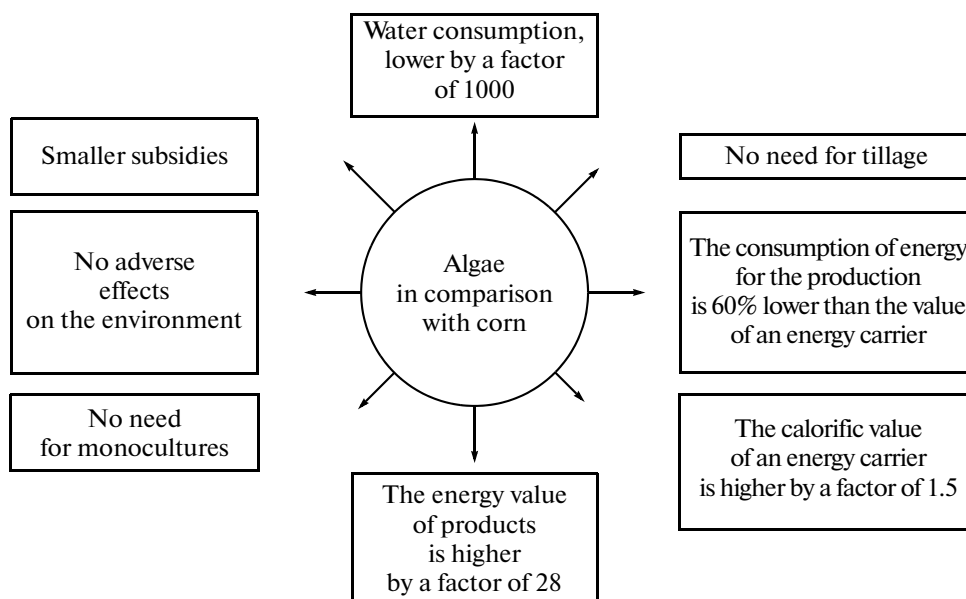 Water consumption,
lower by a factor
of 1000
Smaller subsidies
No need for tillage
No adverse
effects
on the environment
Algae
in comparison
with corn
The consumption of energy
for the production
is 60% lower than the value
of an energy carrier
No need
for monocultures
The calorific value
of an energy carrier
is higher by a factor of 1.5
The energy value
of products
is higher
by a factor of 28